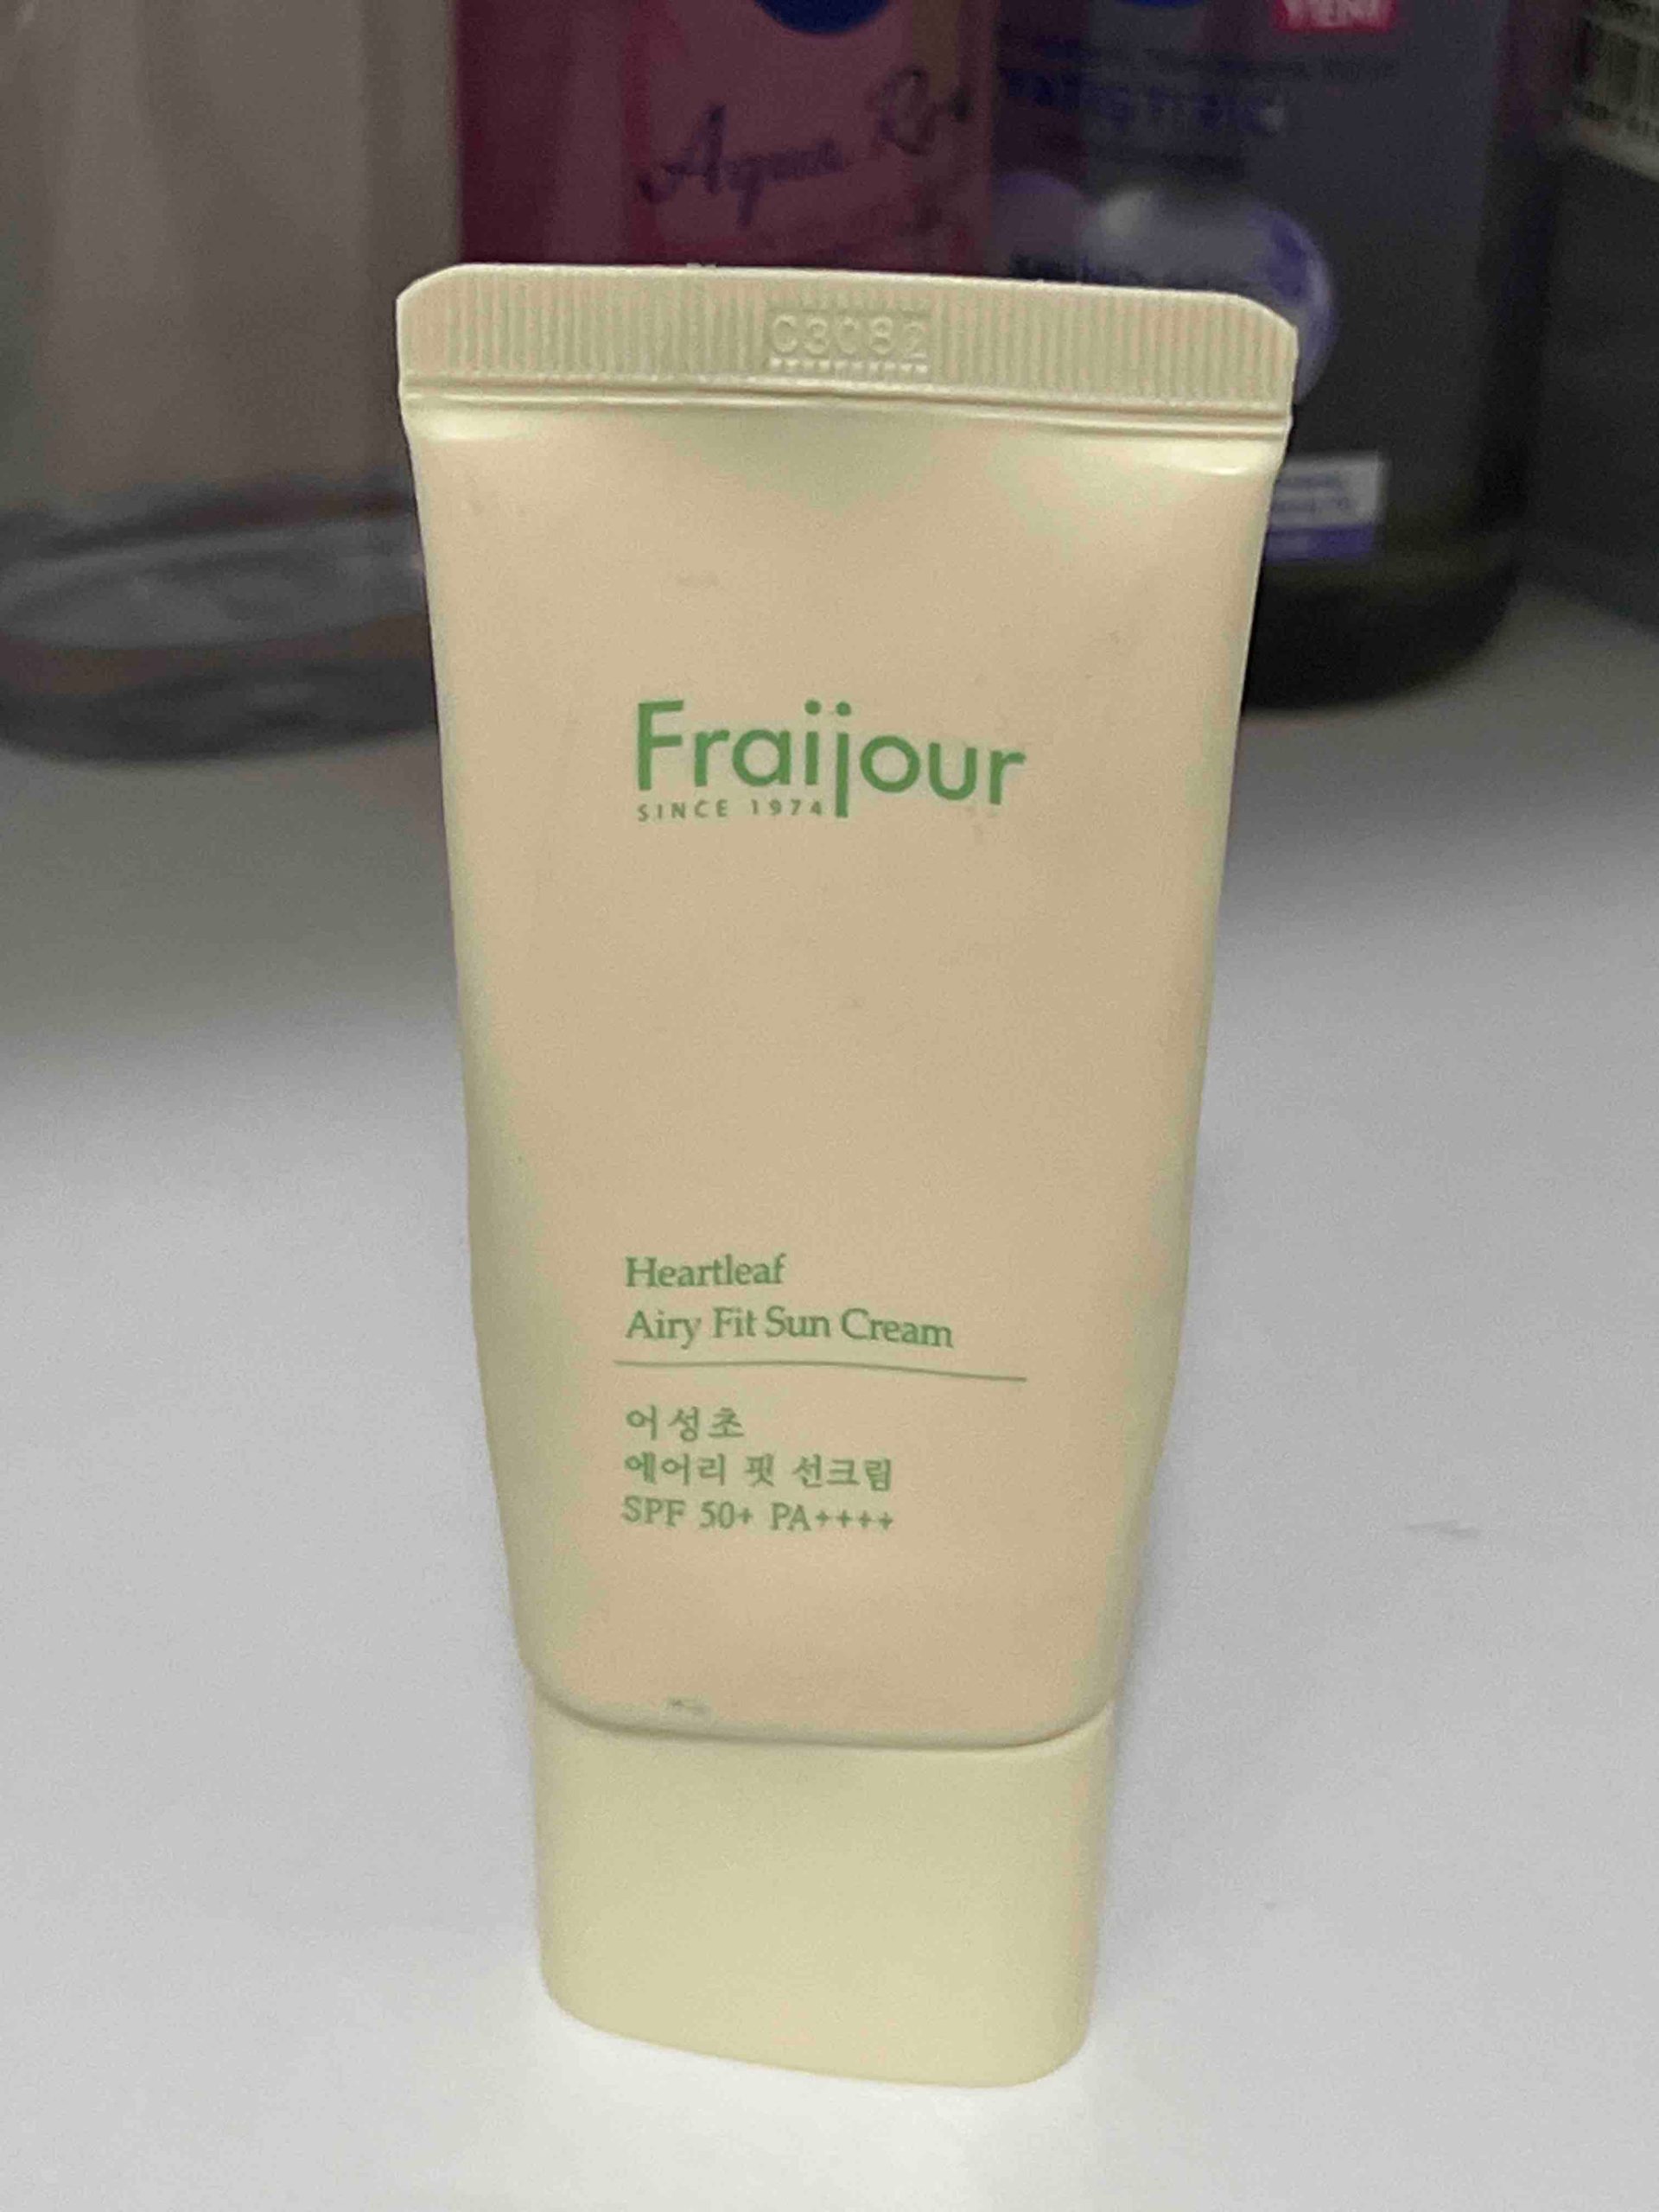 Aqua
C3082
Fraijour
SINCE 1974
Heartleaf
Airy Fit Sun Cream
어성초
에어리 핏 선크림
SPF 50+ PA++++